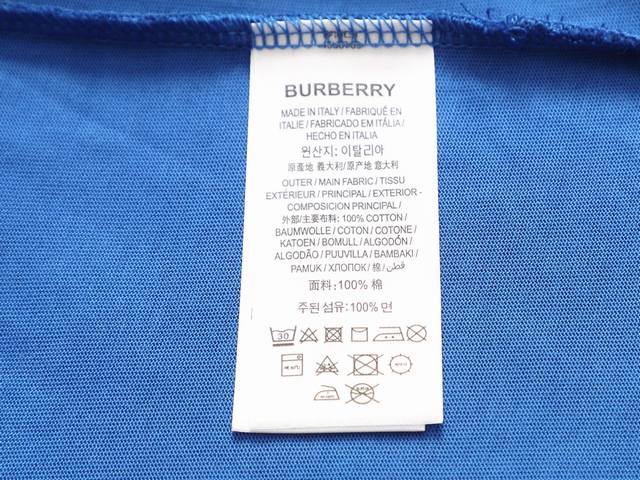 BURBERRY
MADE IN ITALY / FABRIQUÉ EN
ITALIE / FABRICADO EM ITÁLIA /
HECHO EN ITALIA
원산지: 이탈리아
原產地 義大利/原产地 意大利
OUTER / MAIN FABRIC / TISSU
EXTÉRIEUR / PRINCIPAL / EXTERIOR -
COMPOSICIÓN PRINCIPAL /
外部/主要布料: 100% COTTON /
BAUMWOLLE / COTON / COTONE /
KATOEN / BOMULL / ALGODÓN /
ALGODÃO / PUUVILLA / BAMBAKI /
PAMUK / ХЛОПОК / 棉 / قطن
面料:100% 棉
주된 섬유: 100% 면
30